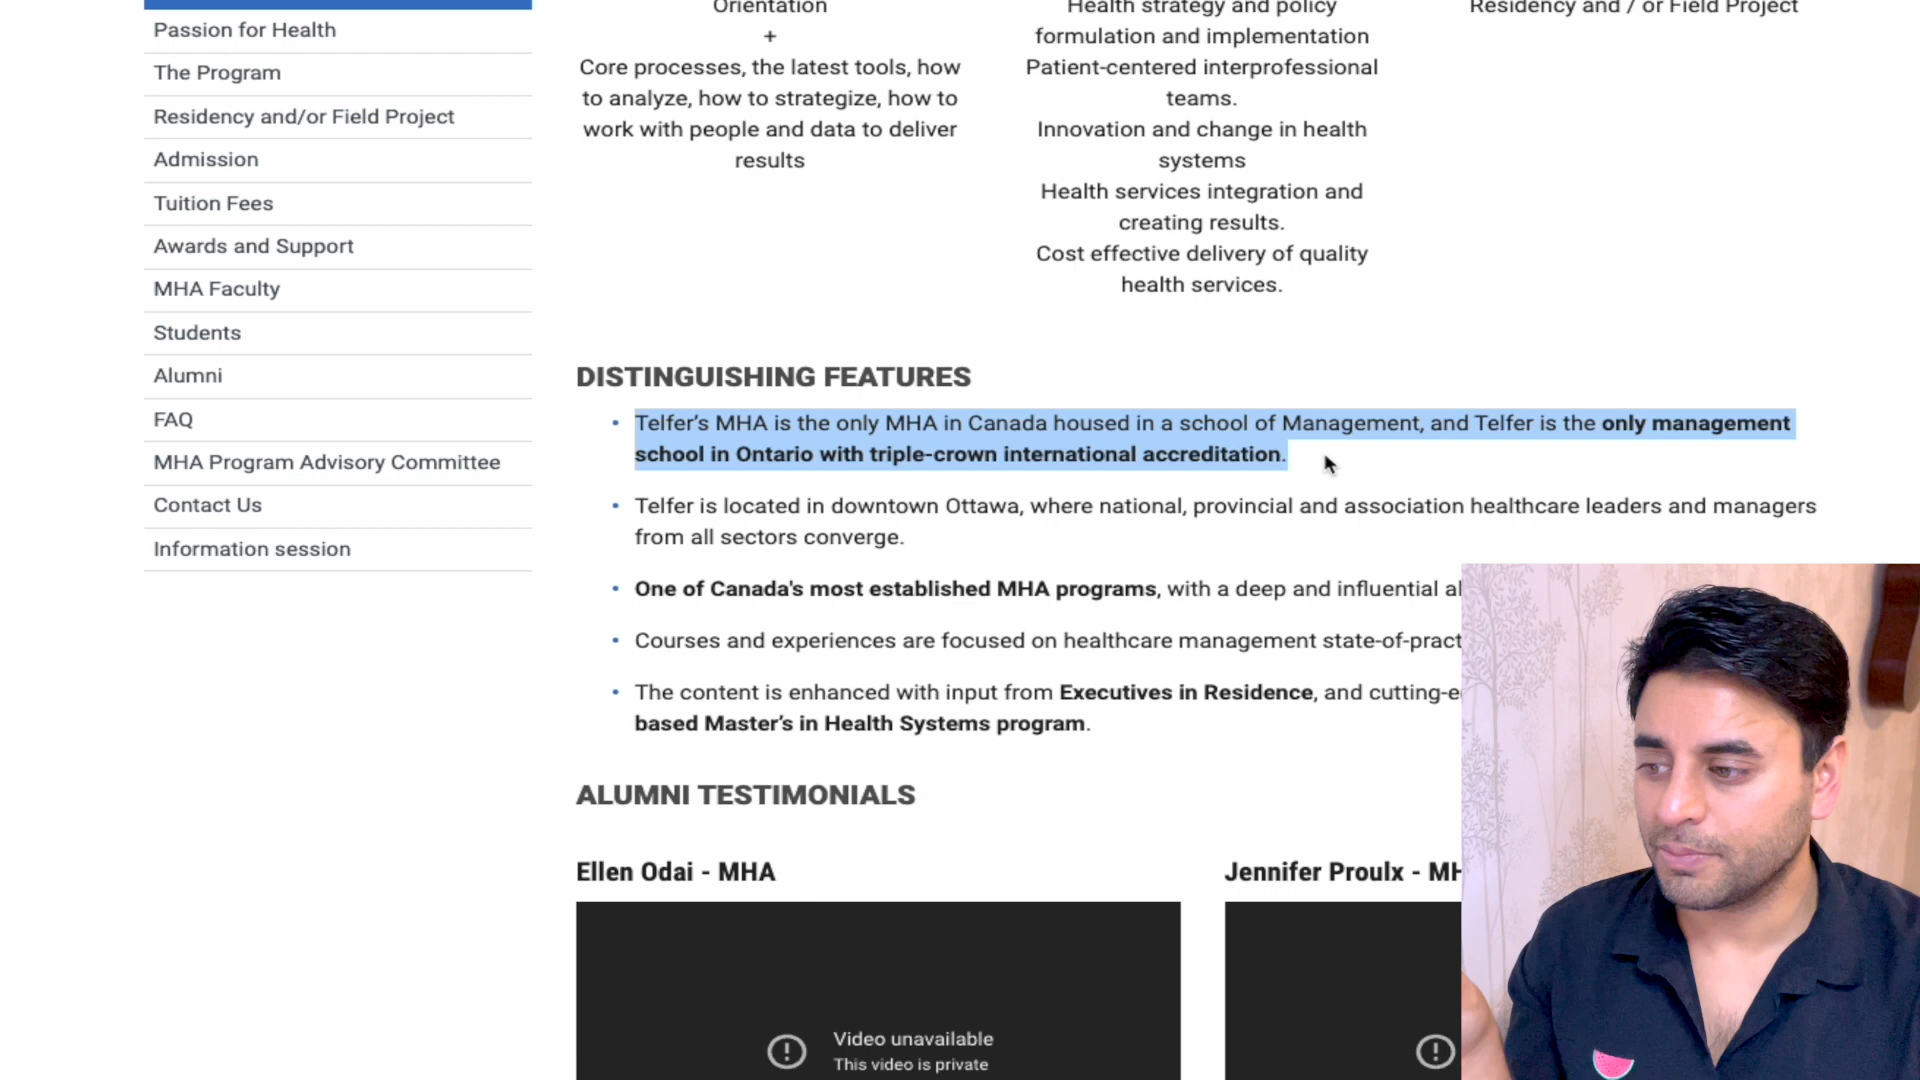 Passion for Health
The Program
Residency and/or Field Project
Admission
Tuition Fees
Awards and Support
MHA Faculty
Students
Alumni
FAQ
MHA Program Advisory Committee
Contact Us
Information session
Orientation
+
Core processes, the latest tools, how
to analyze, how to strategize, how to
work with people and data to deliver
results
Health strategy and policy
formulation and implementation
Patient-centered interprofessional
teams.
Innovation and change in health
systems
Health services integration and
creating results.
Cost effective delivery of quality
health services.
Residency and / or Field Project
DISTINGUISHING FEATURES
• Telfer’s MHA is the only MHA in Canada housed in a school of Management, and Telfer is the only management
school in Ontario with triple-crown international accreditation.
• Telfer is located in downtown Ottawa, where national, provincial and association healthcare leaders and managers
from all sectors converge.
• One of Canada's most established MHA programs, with a deep and influential
• Courses and experiences are focused on healthcare management
• The content is enhanced with input from Executives in Residence, and
based Master’s in Health Systems program.
ALUMNI TESTIMONIALS
Ellen Odai - MHA
Jennifer Proulx -
Video unavailable
This video is private